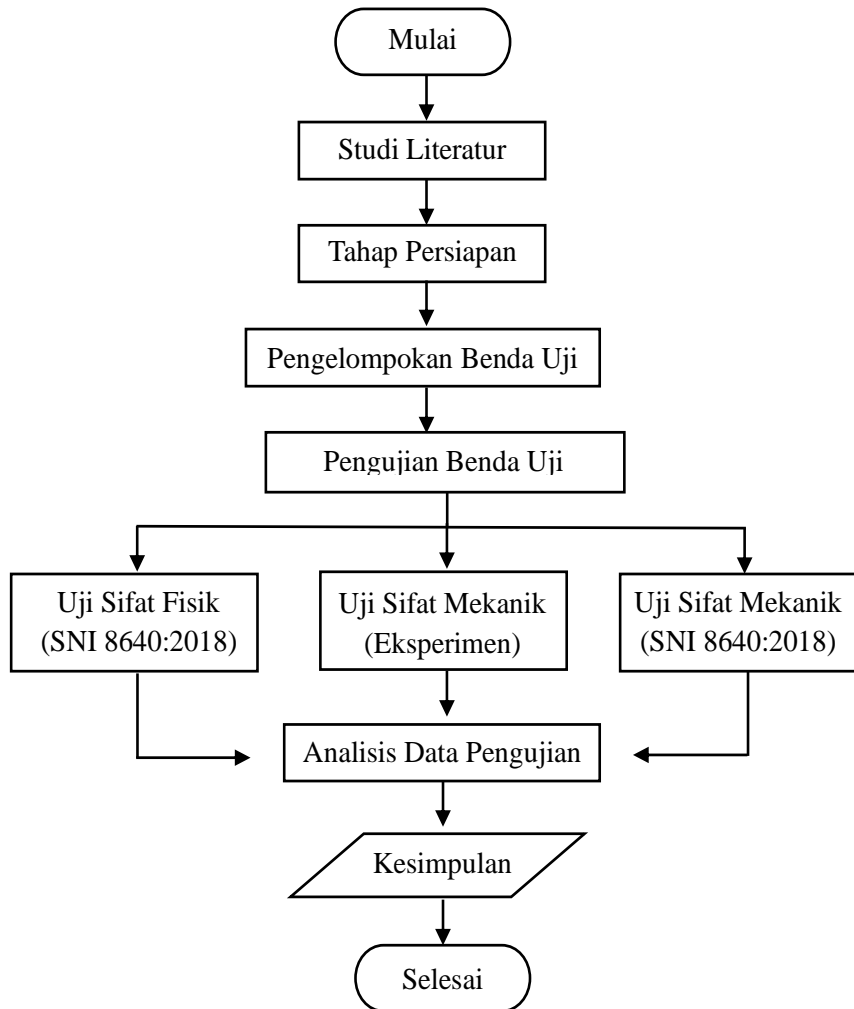 Mulai
Studi Literatur
Tahap Persiapan
Pengelompokan Benda Uji
Pengujian Benda Uji
Uji Sifat Fisik
(SNI 8640:2018)
Uji Sifat Mekanik
(Eksperimen)
Uji Sifat Mekanik
(SNI 8640:2018)
Analisis Data Pengujian
Kesimpulan
Selesai